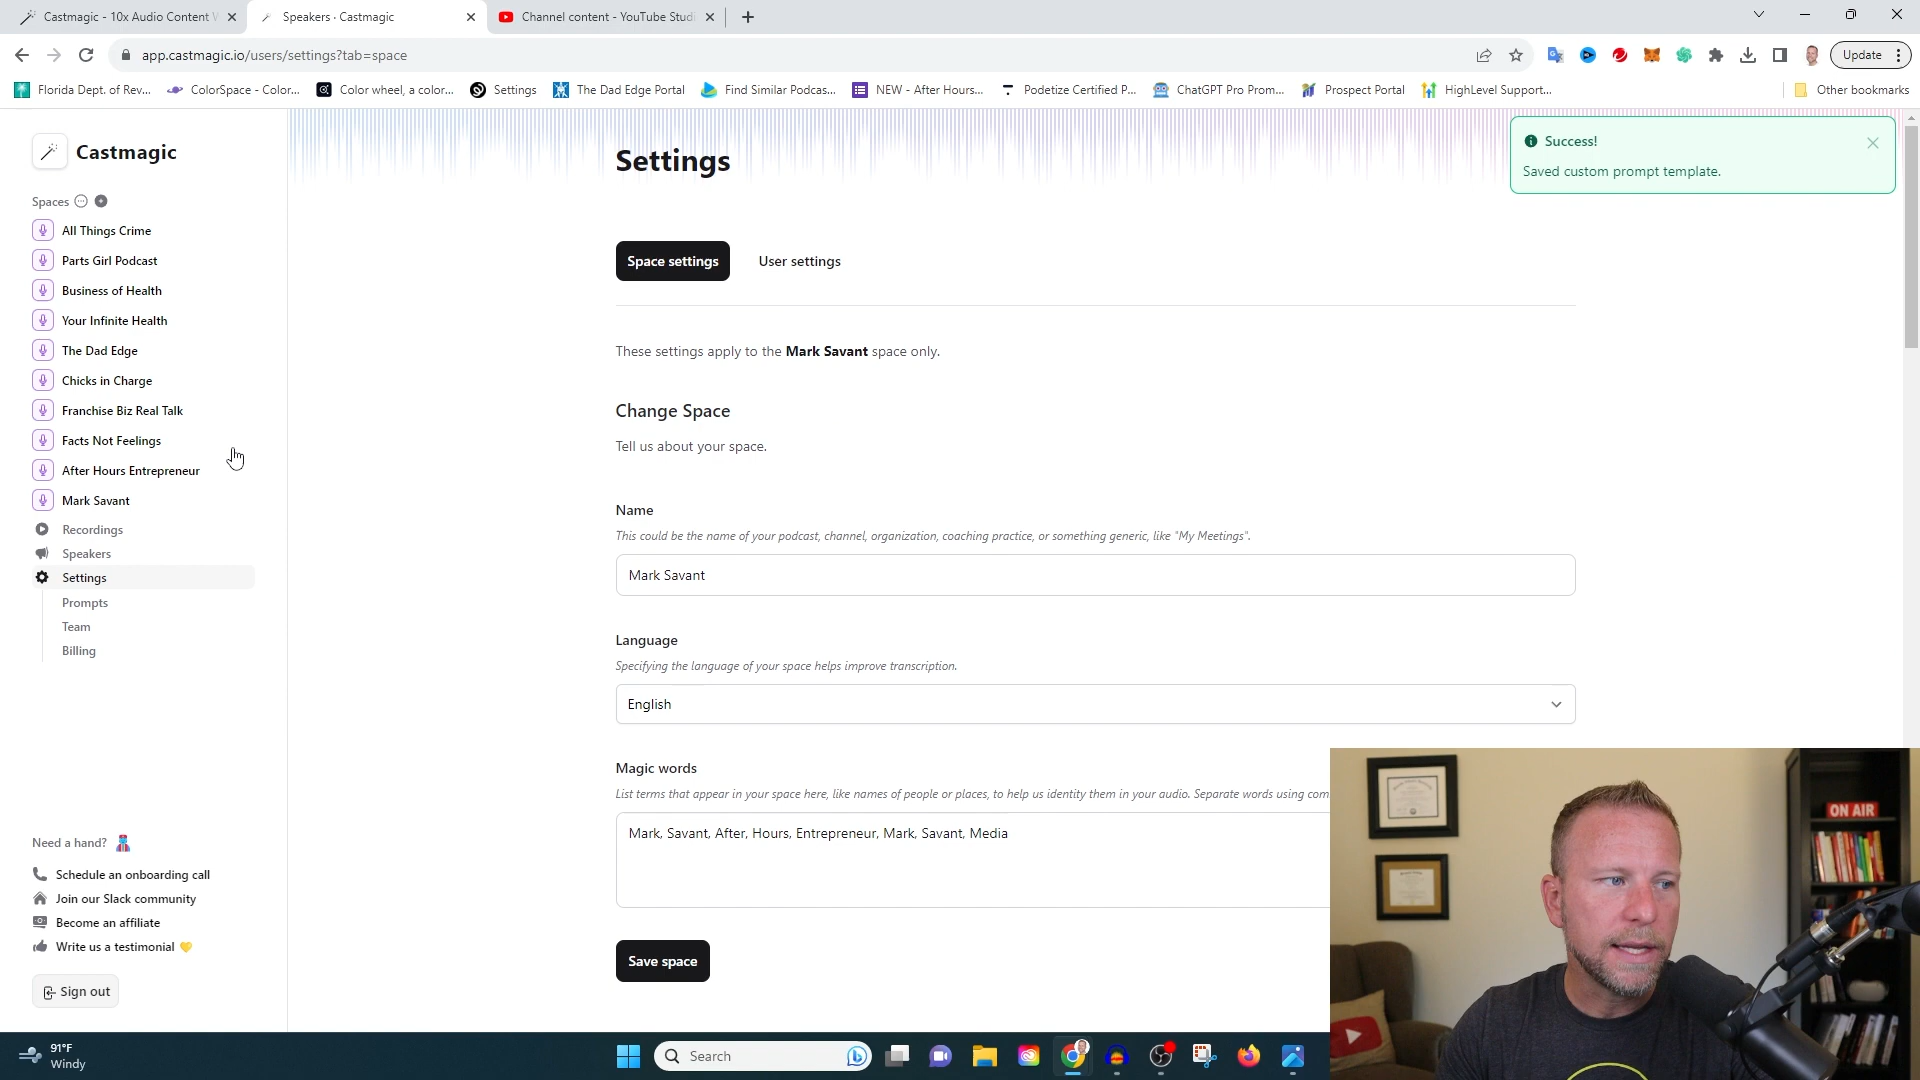 Castmagic - 10x Audio Content
Speakers · Castmagic
Channel content - YouTube Studi
app.castmagic.io/users/settings?tab=space
Update
Florida Dept. of Rev...
ColorSpace - Color...
Color wheel, a color...
Settings
The Dad Edge Portal
Find Similar Podcas...
NEW - After Hours...
Podetize Certified P...
ChatGPT Pro Prom...
Prospect Portal
HighLevel Support...
Other bookmarks
Castmagic
Spaces
All Things Crime
Parts Girl Podcast
Business of Health
Your Infinite Health
The Dad Edge
Chicks in Charge
Franchise Biz Real Talk
Facts Not Feelings
After Hours Entrepreneur
Mark Savant
Recordings
Speakers
Settings
Prompts
Team
Billing
Need a hand?
Schedule an onboarding call
Join our Slack community
Become an affiliate
Write us a testimonial
Sign out
Settings
Success!
Saved custom prompt template.
Space settings
User settings
These settings apply to the Mark Savant space only.
Change Space
Tell us about your space.
Name
This could be the name of your podcast, channel, organization, coaching practice, or something generic, like "My Meetings".
Mark Savant
Language
Specifying the language of your space helps improve transcription.
English
Magic words
List terms that appear in your space here, like names of people or places, to help us identity them in your audio. Separate words using com
Mark, Savant, After, Hours, Entrepreneur, Mark, Savant, Media
Save space
ON AIR
91°F
Windy
Search